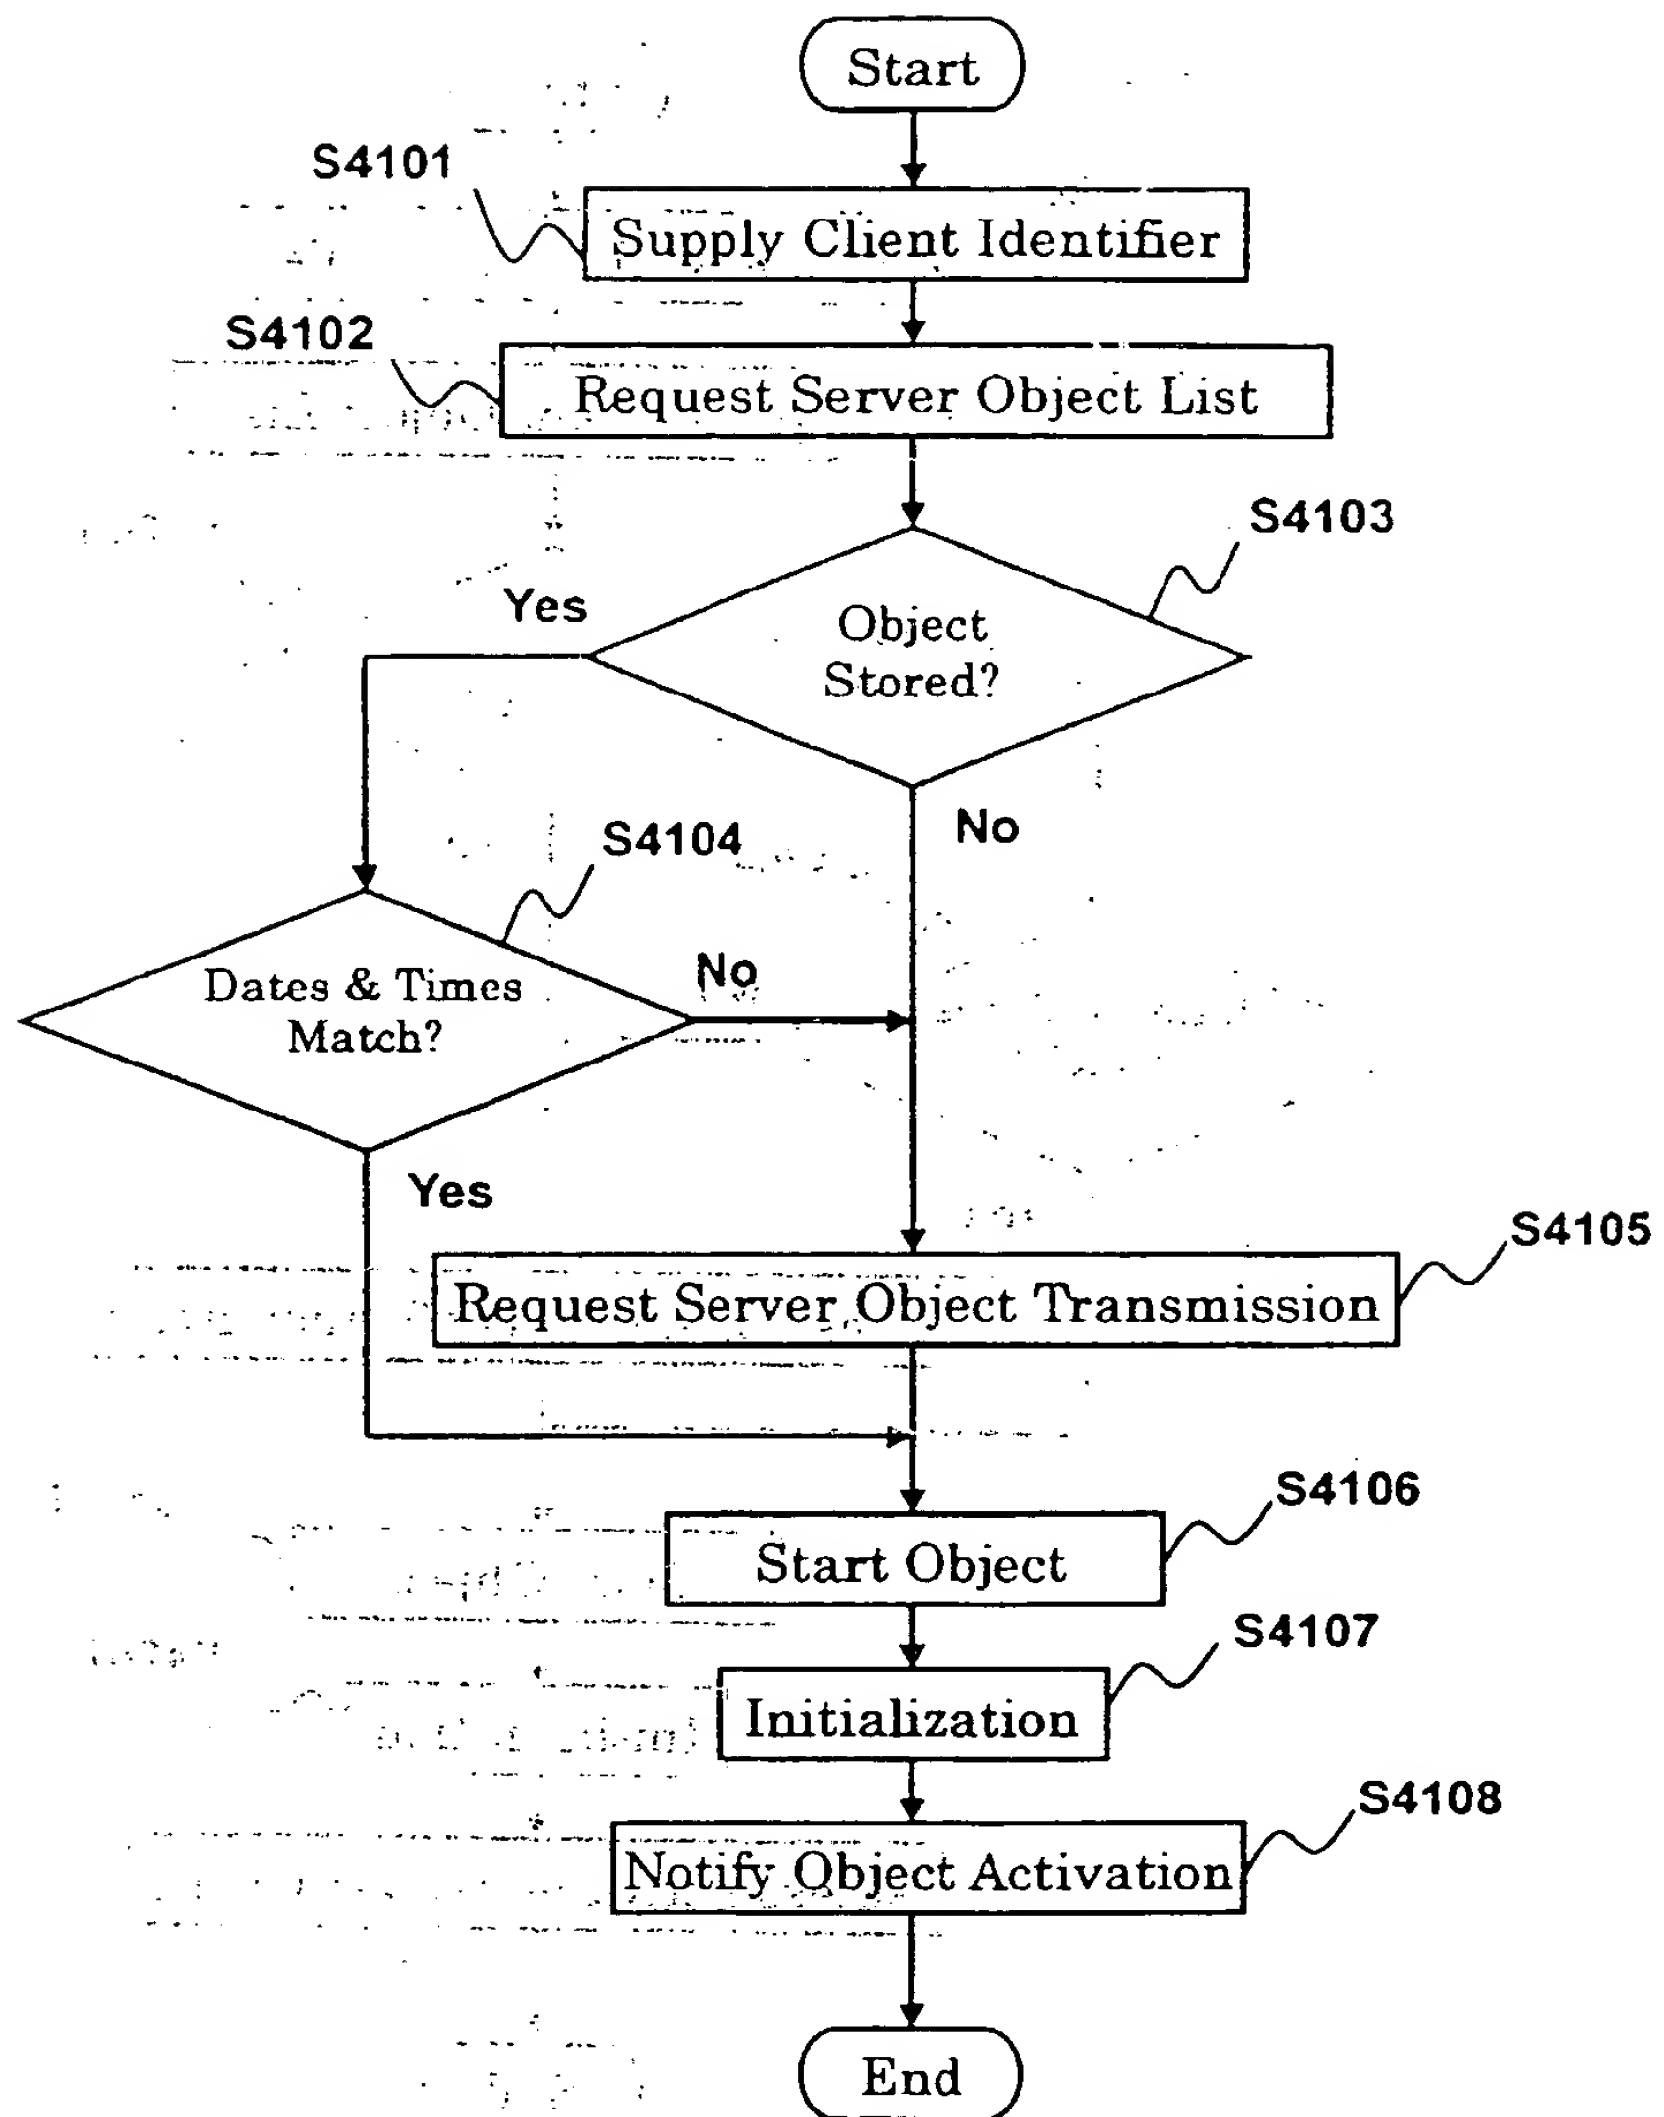 Start
S4101
Supply Client Identifier
S4102
Request Server Object List
S4103
Yes
Object
Stored?
No
S4104
No
Dates & Times
Match?
Yes
S4105
Request Server Object Transmission
S4106
Start Object
S4107
Initialization
S4108
Notify Object Activation
End